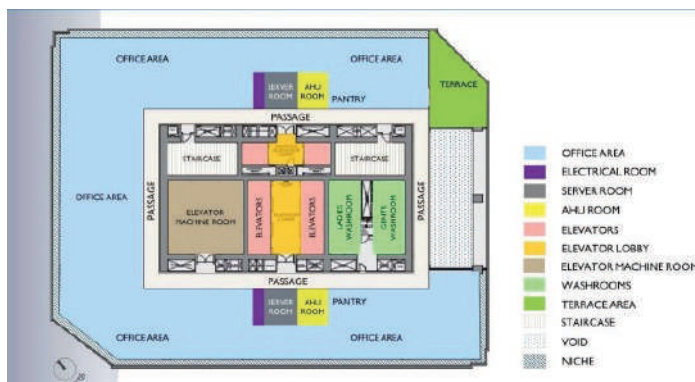 OFFICE AREA
OFFICE AREA
SERVER ROOM
AHU ROOM
PANTRY
TERRACE
PASSAGE
STAIRCASE
STAIRCASE
OFFICE AREA
PASSAGE
ELEVATOR MACHINE ROOM
ELEVATORS
ELEVATORS
LADIES WASHROOM
GENTS WASHROOM
PASSAGE
PASSAGE
SERVER ROOM
AHU ROOM
PANTRY
OFFICE AREA
OFFICE AREA
OFFICE AREA
ELECTRICAL ROOM
SERVER ROOM
AHU ROOM
ELEVATORS
ELEVATOR LOBBY
ELEVATOR MACHINE ROOM
WASHROOMS
TERRACE AREA
STAIRCASE
VOID
NICHE